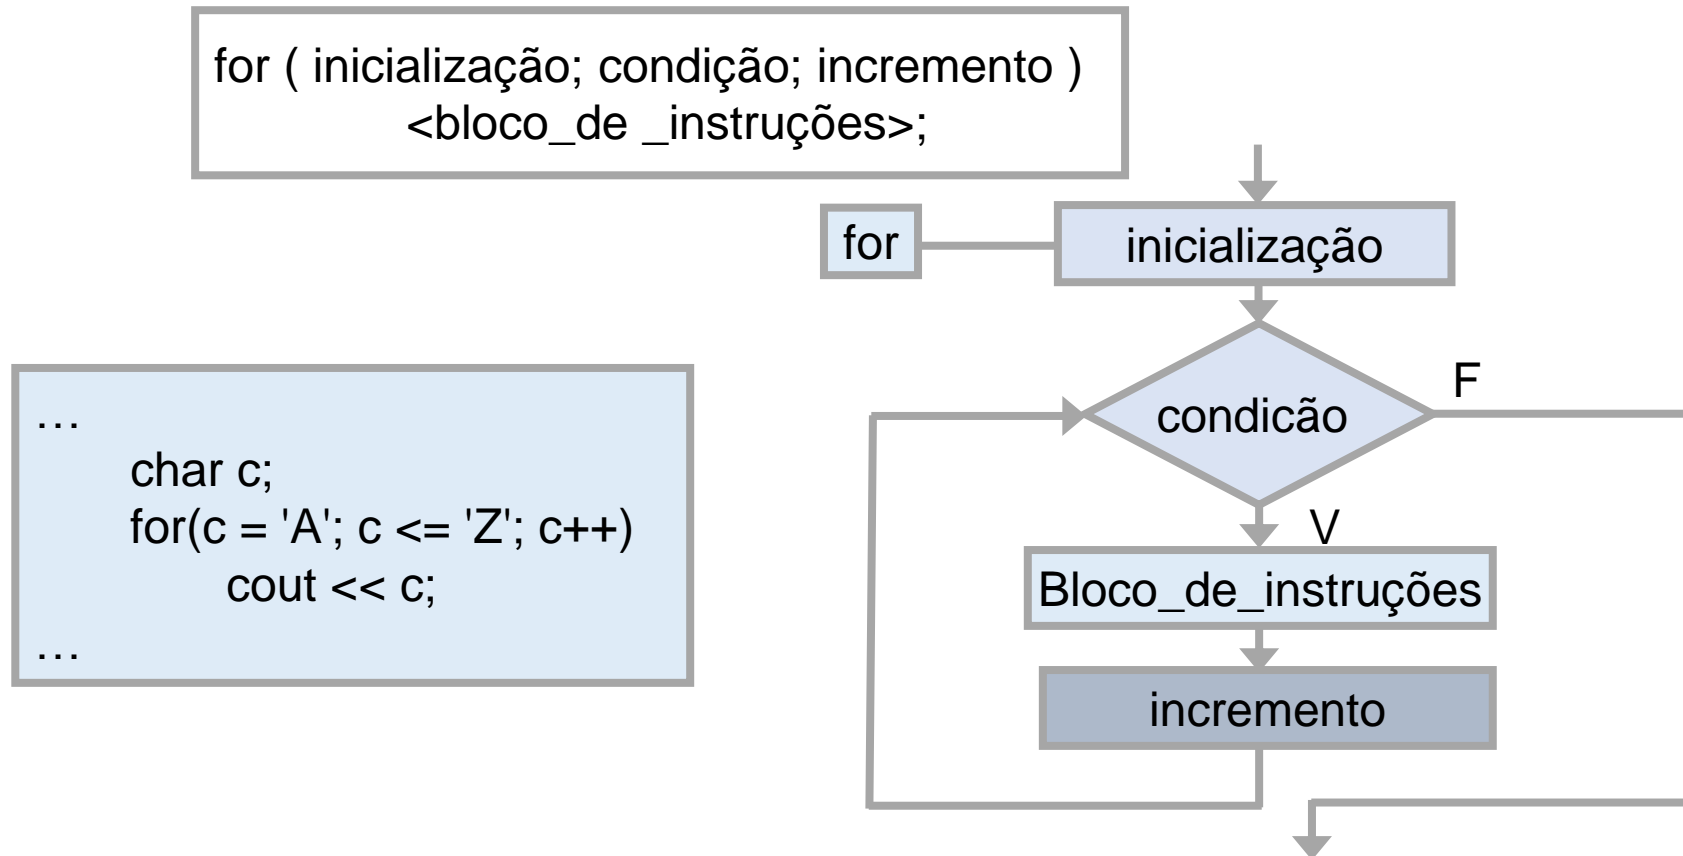 for ( inicialização; condição; incremento )
<bloco_de _instruções>;
for
inicialização
condicão
F
V
Bloco_de_instruções
incremento
…
char c;
for(c = 'A'; c <= 'Z'; c++)
cout << c;
…